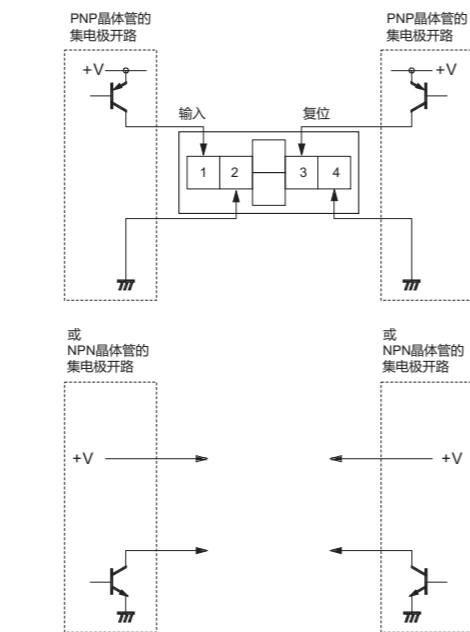 PNP晶体管的
集电极开路
PNP晶体管的
集电极开路
+V
+V
输入
复位
1 2 3 4
或
NPN晶体管的
集电极开路
或
NPN晶体管的
集电极开路
+V
+V